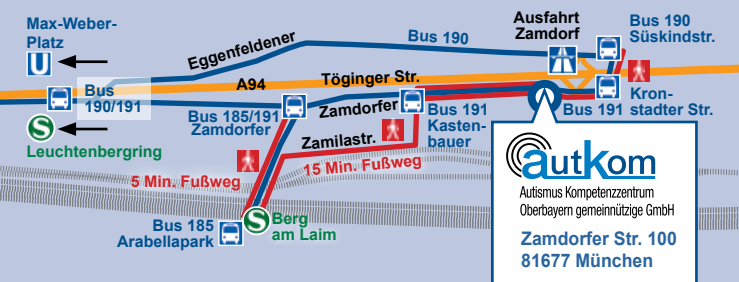 Max-Weber-
Platz
U
Bus
190/191
S
Leuchtenbergring
Eggenfeldener
Bus 190
Ausfahrt
Zamdorf
Bus 190
Süskindstr.
A94
Töginger Str.
Bus 185/191
Zamdorfer
Zamdorfer
Bus 191
Kasten-
bauer
Bus 191
Kron-
stadter Str.
Zamilastr.
15 Min. Fußweg
5 Min. Fußweg
Bus 185
Arabellapark
S
Berg
am Laim
autkom
Autismus Kompetenzzentrum
Oberbayern gemeinnützige GmbH
Zamdorfer Str. 100
81677 München